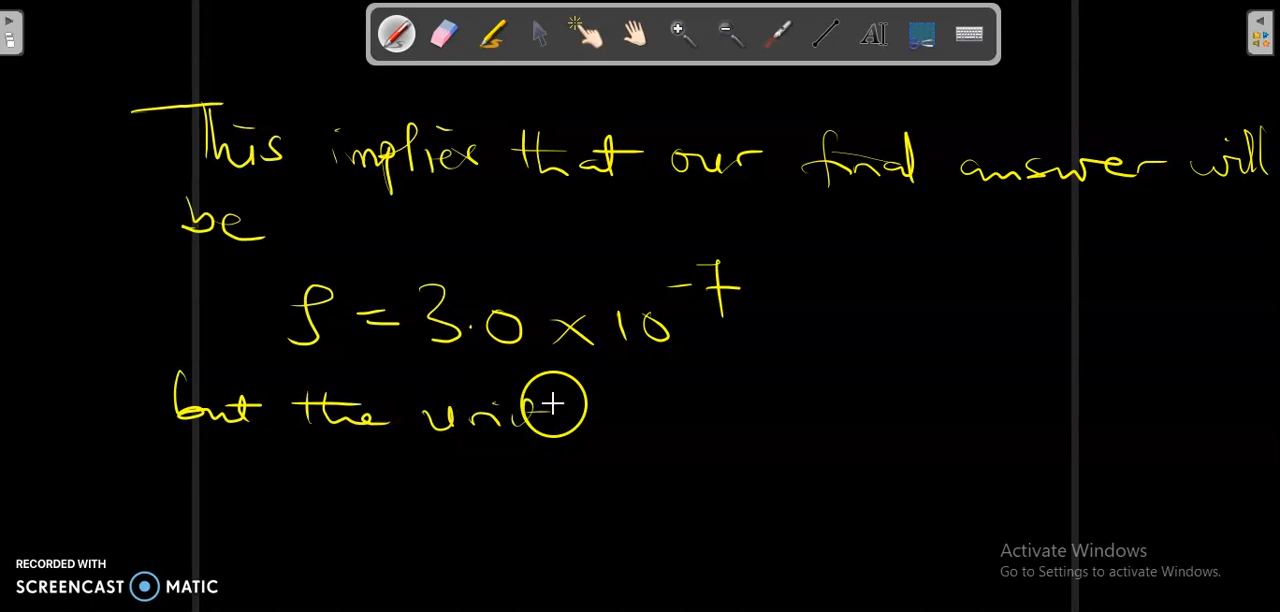 This implies that our final answer will
be
ρ = 3.0 × 10⁻⁷
but the unit
RECORDED WITH
SCREENCAST MATIC
Activate Windows
Go to Settings to activate Windows.